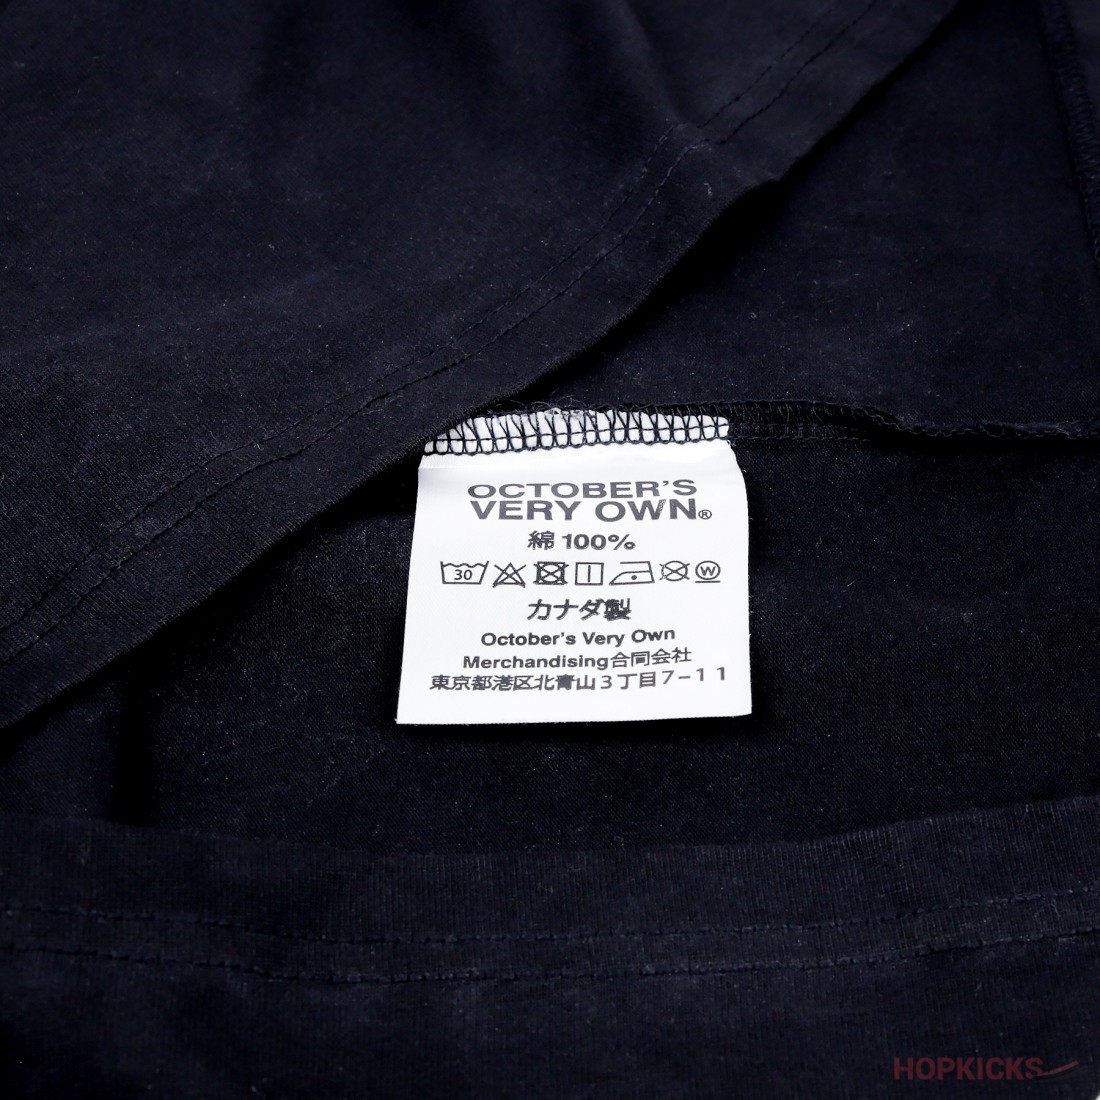 OCTOBER'S
VERY OWN®
綿 100%
30
W
カナダ製
October's Very Own
Merchandising合同会社
東京都港区北青山3丁目7-11
HOPKICKS